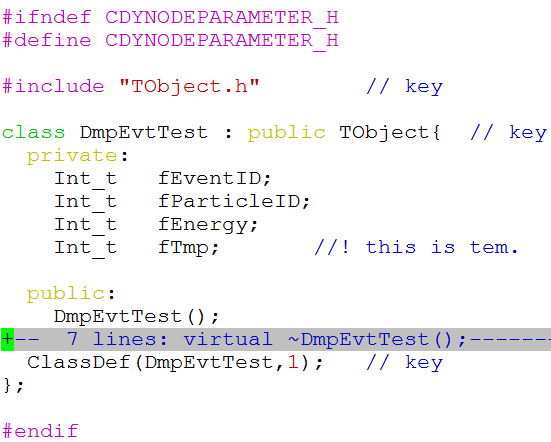 #ifndef CDYNODEPARAMETER_H
#define CDYNODEPARAMETER_H

#include "TObject.h"        // key

class DmpEvtTest : public TObject{  // key
  private:
    Int_t   fEventID;
    Int_t   fParticleID;
    Int_t   fEnergy;
    Int_t   fTmp;       //! this is tem.

  public:
    DmpEvtTest();
+--  7 lines: virtual ~DmpEvtTest();-------
  ClassDef(DmpEvtTest,1);   // key
};

#endif